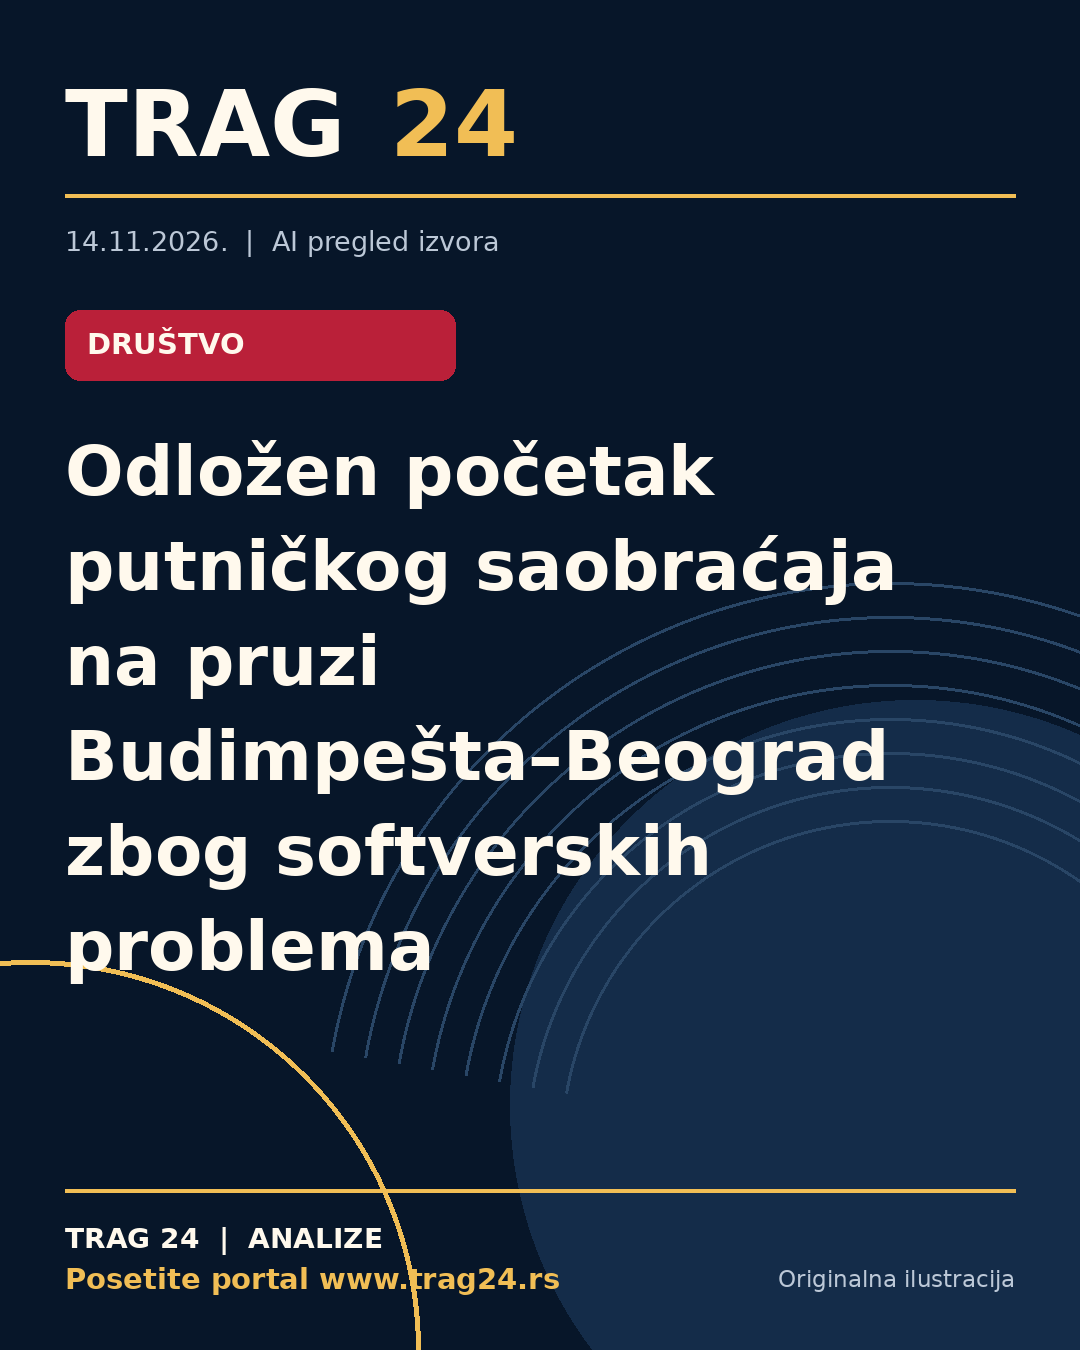 TRAG 24
14.11.2026. | AI pregled izvora
DRUŠTVO
Odložen početak
putničkog saobraćaja
na pruzi
Budimpešta–Beograd
zbog softverskih
problema
TRAG 24 | ANALIZE
Posetite portal www.trag24.rs
Originalna ilustracija